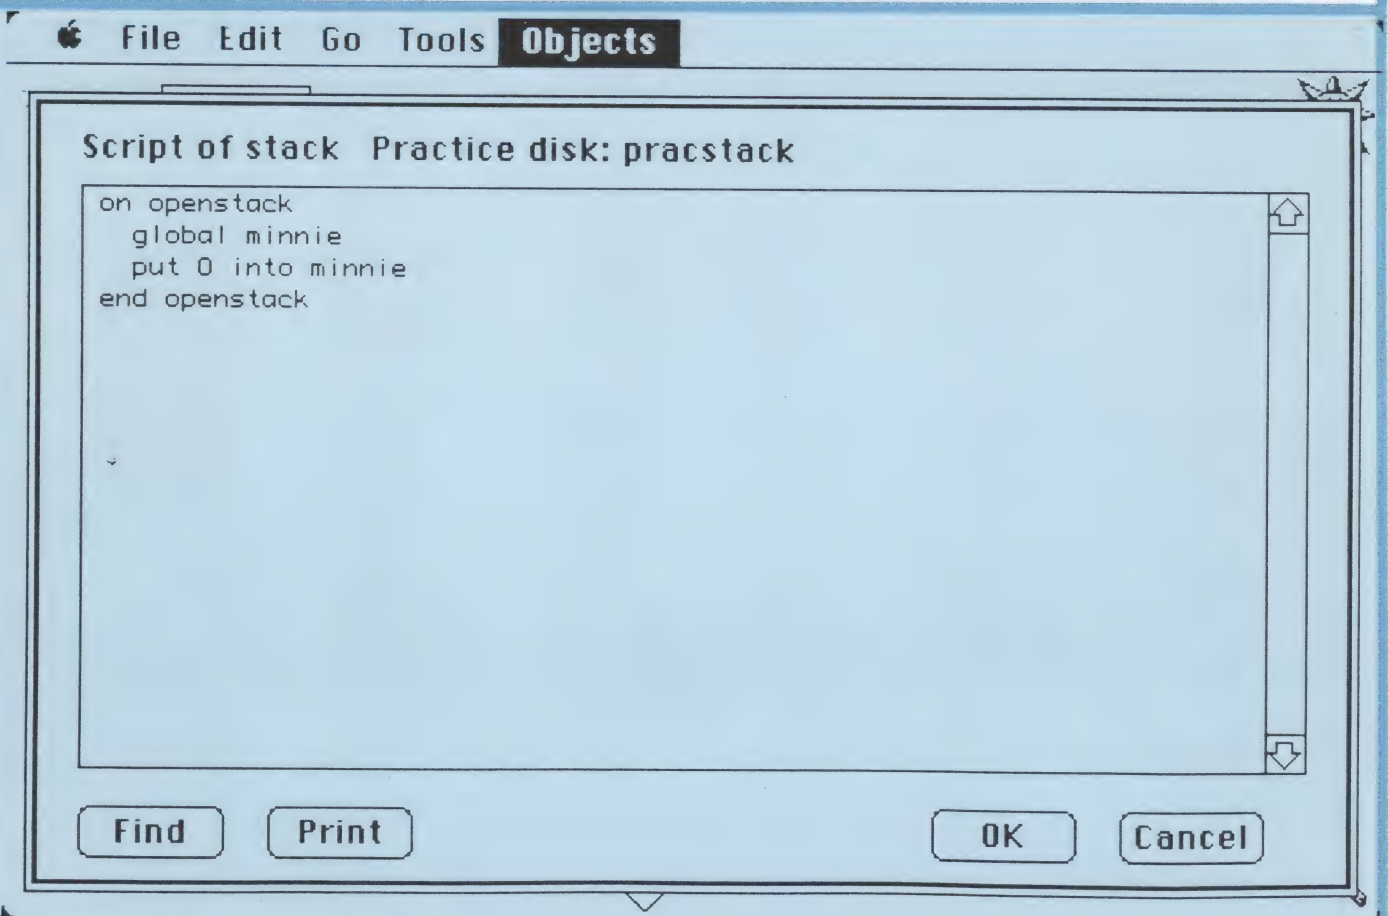 File Edit Go Tools Objects
Script of stack Practice disk: pracstack
on openstack
global minnie
put 0 into minnie
end openstack
Find Print OK Cancel